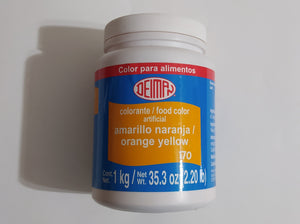 Color para alimentos
DEIMAN
colorante / food color
artificial
amarillo naranja /
orange yellow
170
Cont. Net. 1 kg / Net Wt. 35.3 oz (2.20 lb)